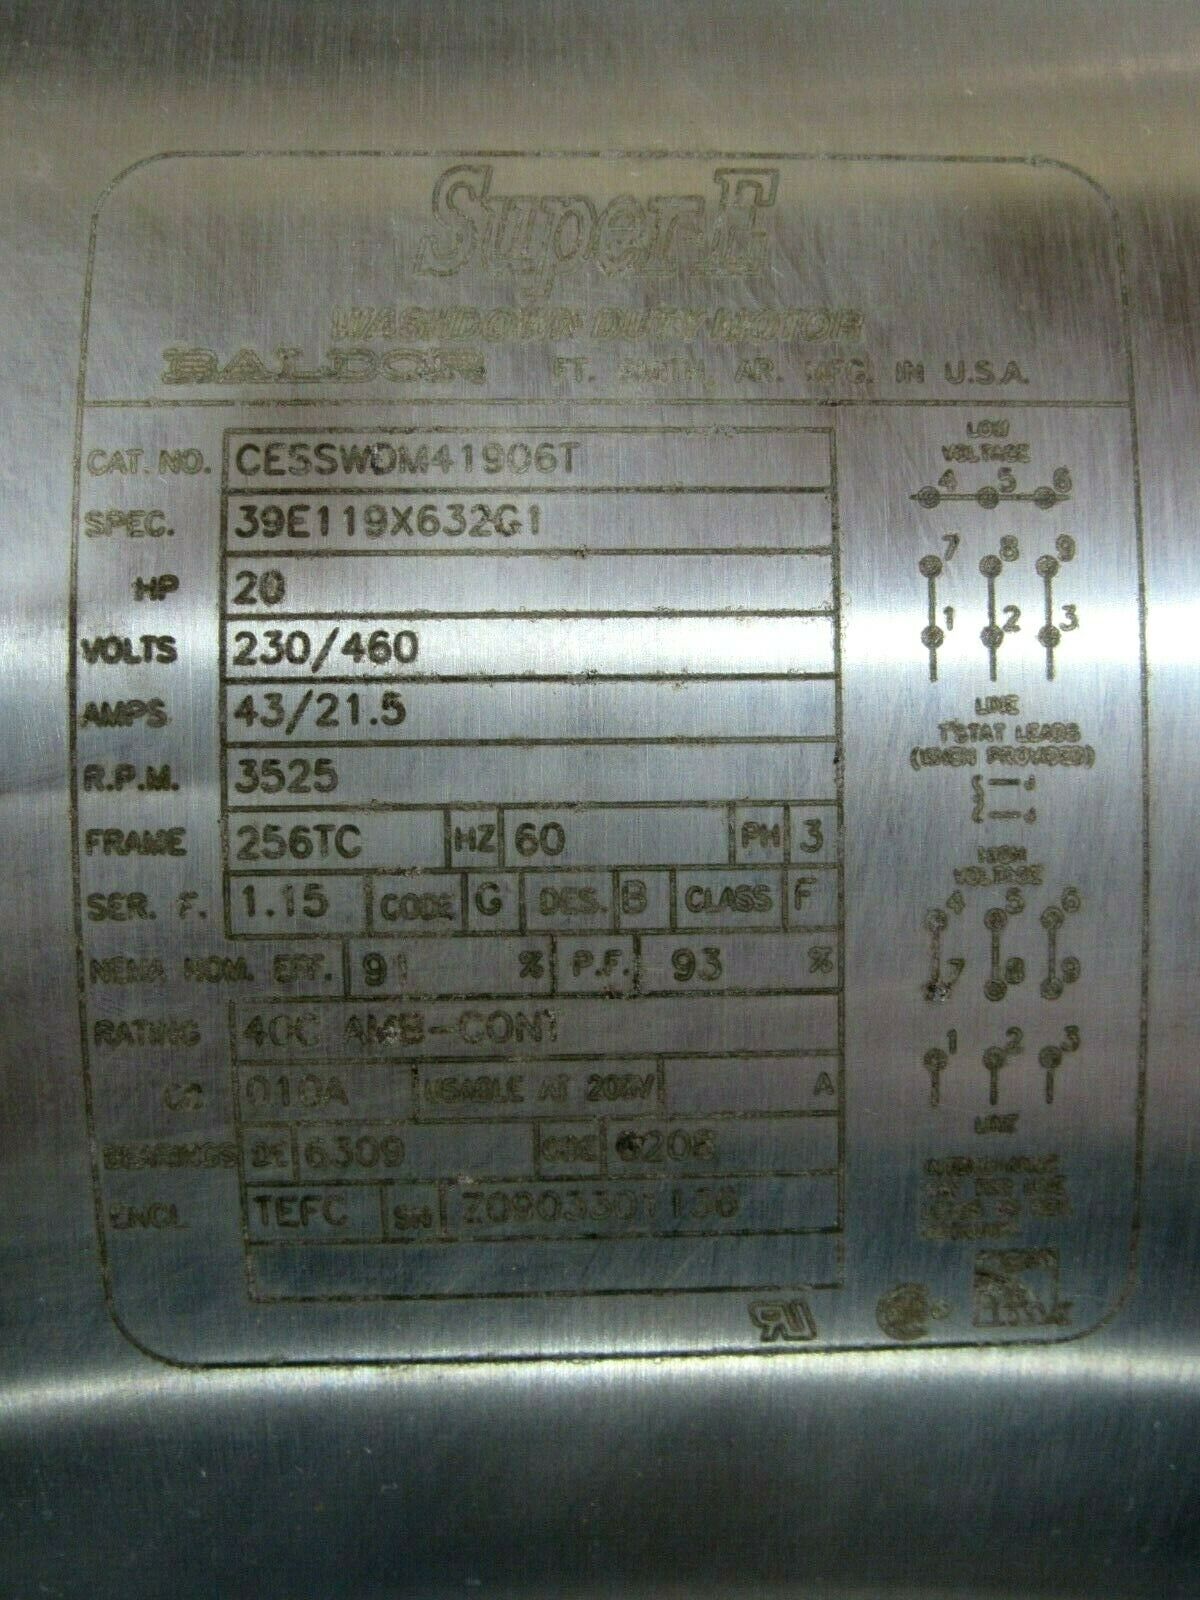 Super-E
WASHDOWN DUTY MOTOR
BALDOR FT. SMITH, AR. MFG. IN U.S.A.
CAT. NO. CESSWDM41906T
SPEC. 39E119X632G1
HP 20
VOLTS 230/460
AMPS 43/21.5
R.P.M. 3525
FRAME 256TC HZ 60 PH 3
SER. F. 1.15 CODE G DES. B CLASS F
NEMA NOM. EFF. 91 % P.F. 93 %
RATING 40C AMB-CONT
CC 010A USABLE AT 208V A
BEARINGS DE 6309 ODE 6208
ENCL TEFC SN
LOW
VOLTAGE
4 5 6
7 8 9
1 2 3
LINE
T'STAT LEADS
(WHEN PROVIDED)
J
J
HIGH
VOLTAGE
4 5 6
7 8 9
1 2 3
LINE